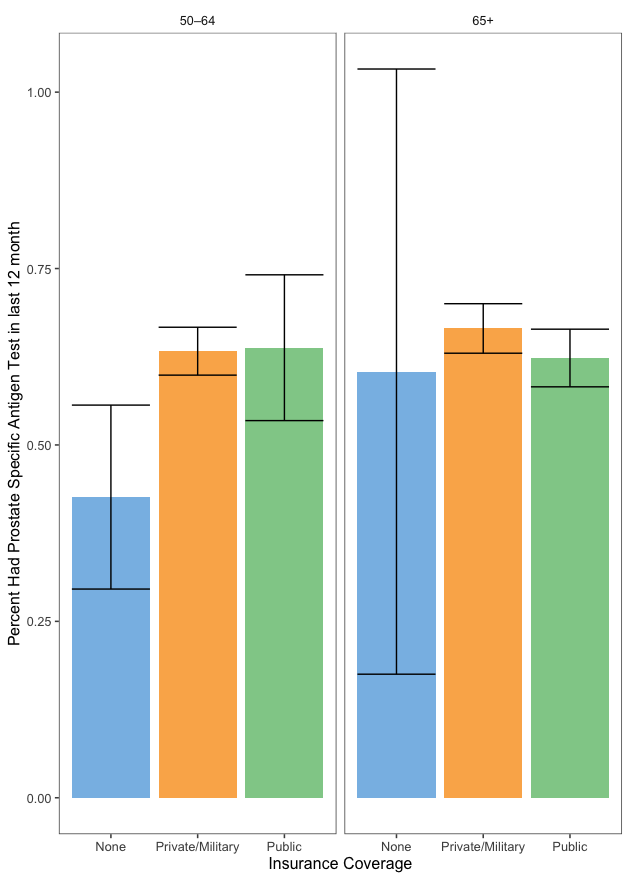 50–64
65+
Percent Had Prostate Specific Antigen Test in last 12 month
1.00
0.75
0.50
0.25
0.00
None Private/Military Public
None Private/Military Public
Insurance Coverage